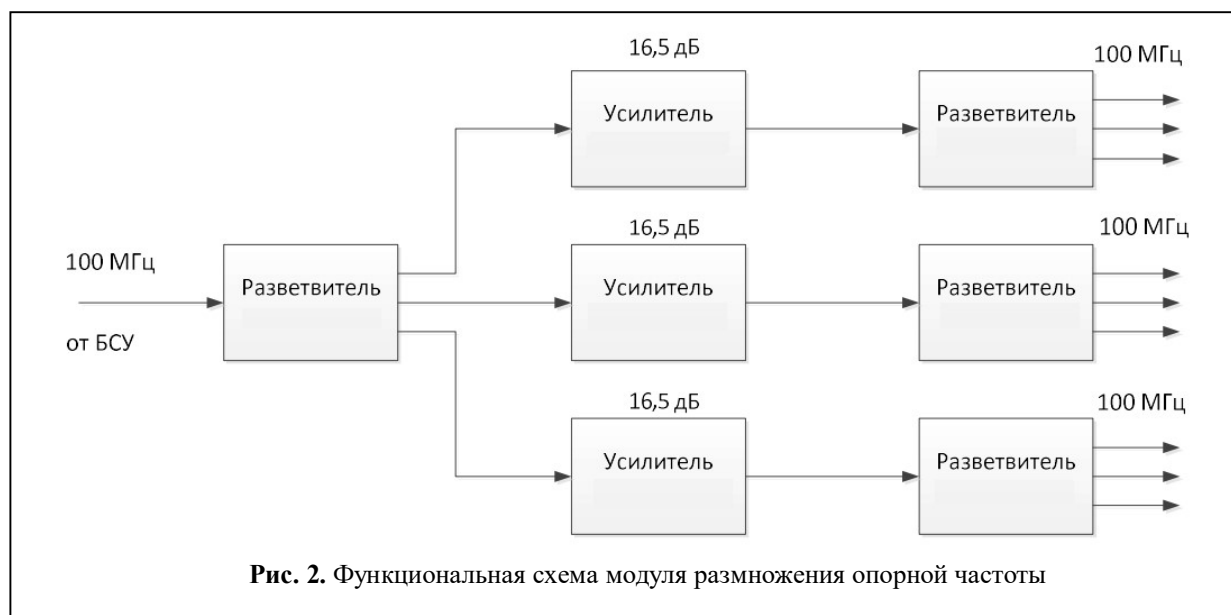 16,5 дБ
100 МГц
Усилитель
Разветвитель
16,5 дБ
100 МГц
100 МГц
Разветвитель
Усилитель
Разветвитель
от БСУ
16,5 дБ
100 МГц
Усилитель
Разветвитель
Рис. 2. Функциональная схема модуля размножения опорной частоты